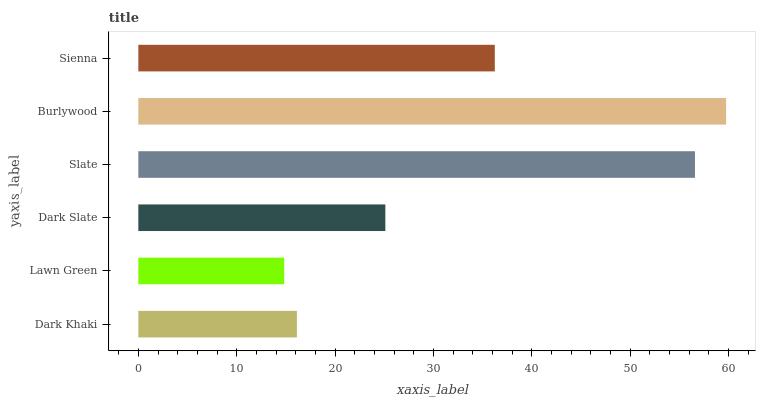 title
Sienna
Burlywood
Slate
Dark Slate
Lawn Green
Dark Khaki
yaxis_label
0 10 20 30 40 50 60
xaxis_label